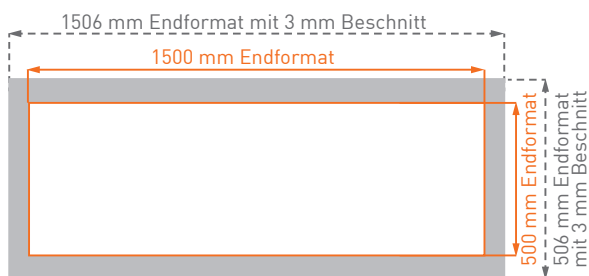 1506 mm Endformat mit 3 mm Beschnitt
1500 mm Endformat
500 mm Endformat
506 mm Endformat
mit 3 mm Beschnitt